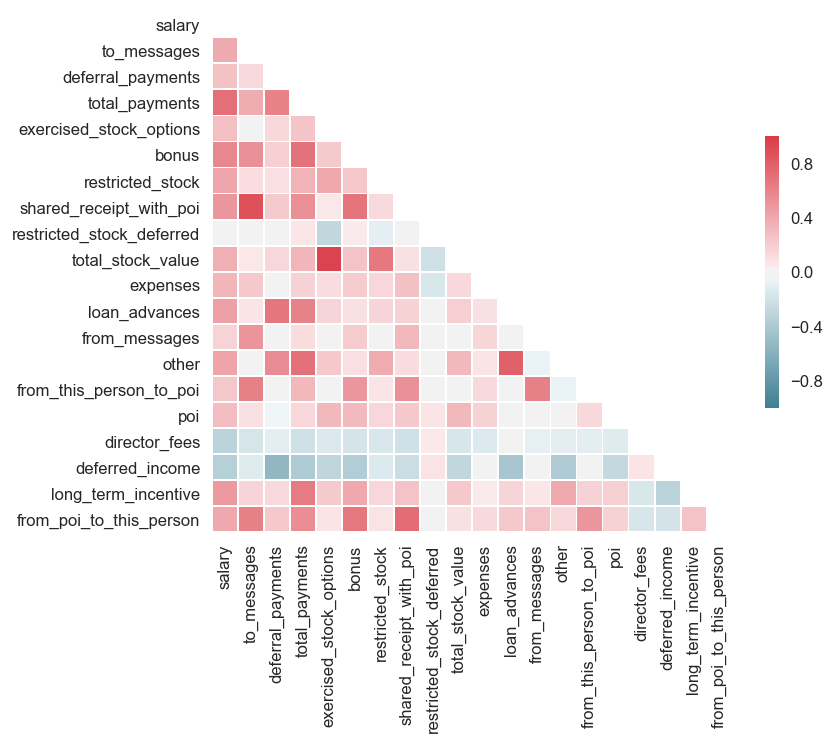 salary
to_messages
deferral_payments
total_payments
exercised_stock_options
bonus
restricted_stock
shared_receipt_with_poi
restricted_stock_deferred
total_stock_value
expenses
loan_advances
from_messages
other
from_this_person_to_poi
poi
director_fees
deferred_income
long_term_incentive
from_poi_to_this_person
0.8
0.4
0.0
−0.4
−0.8
salary
to_messages
deferral_payments
total_payments
exercised_stock_options
bonus
restricted_stock
shared_receipt_with_poi
restricted_stock_deferred
total_stock_value
expenses
loan_advances
from_messages
other
from_this_person_to_poi
poi
director_fees
deferred_income
long_term_incentive
from_poi_to_this_person